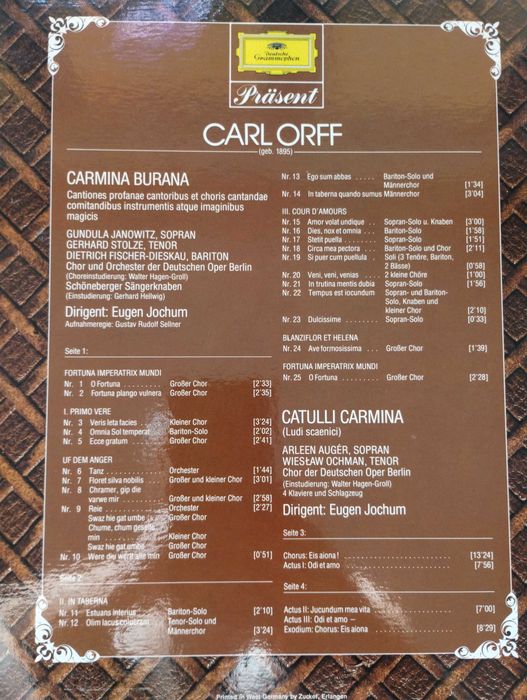 Deutsche
Grammophon
Präsent
CARL ORFF
(geb. 1895)
CARMINA BURANA
Cantiones profanae cantoribus et choris cantandae
comitandibus instrumentis atque imaginibus
magicis
GUNDULA JANOWITZ, SOPRAN
GERHARD STOLZE, TENOR
DIETRICH FISCHER-DIESKAU, BARITON
Chor und Orchester der Deutschen Oper Berlin
(Choreinstudierung: Walter Hagen-Groll)
Schöneberger Sängerknaben
(Einstudierung: Gerhard Hellwig)
Dirigent: Eugen Jochum
Aufnahmeregie: Gustav Rudolf Sellner
Seite 1:
FORTUNA IMPERATRIX MUNDI
Nr. 1 O Fortuna ......... Großer Chor [2'33]
Nr. 2 Fortuna plango vulnera Großer Chor [2'35]
I. PRIMO VERE
Nr. 3 Veris leta facies .... Kleiner Chor [3'24]
Nr. 4 Omnia Sol temperat Bariton-Solo [2'02]
Nr. 5 Ecce gratum ...... Großer Chor [2'41]
UF DEM ANGER
Nr. 6 Tanz ............ Orchester [1'44]
Nr. 7 Floret silva nobilis Großer und kleiner Chor [3'01]
Nr. 8 Chramer, gip die
varwe mir ........ Großer und kleiner Chor [2'58]
Nr. 9 Reie ............ Orchester [2'27]
Swaz hie gat umbe Großer Chor
Chume, chum geselle
min ............ Kleiner Chor
Swaz hie gat umbe Großer Chor
Nr. 10 Were diu werlt alle min Großer Chor [0'51]
Seite 2:
II. IN TABERNA
Nr. 11 Estuans interius .. Bariton-Solo [2'10]
Nr. 12 Olim lacus colueram Tenor-Solo und
Männerchor [3'24]
Nr. 13 Ego sum abbas ..... Bariton-Solo und
Männerchor [1'34]
Nr. 14 In taberna quando sumus Männerchor [3'04]
III. COUR D'AMOURS
Nr. 15 Amor volat undique .. Sopran-Solo u. Knaben [3'00]
Nr. 16 Dies, nox et omnia .. Bariton-Solo [1'58]
Nr. 17 Stetit puella ....... Sopran-Solo [1'51]
Nr. 18 Circa mea pectora .. Bariton-Solo und Chor [2'11]
Nr. 19 Si puer cum puellula . Soli (3 Tenöre, Bariton,
2 Bässe) [0'58]
Nr. 20 Veni, veni, venias .... 2 kleine Chöre [1'00]
Nr. 21 In trutina mentis dubia Sopran-Solo [1'56]
Nr. 22 Tempus est iocundum Sopran- und Bariton-
Solo, Knaben und
kleiner Chor [2'10]
Nr. 23 Dulcissime ........ Sopran-Solo [0'33]
BLANZIFLOR ET HELENA
Nr. 24 Ave formosissima ... Großer Chor [1'39]
FORTUNA IMPERATRIX MUNDI
Nr. 25 O Fortuna ......... Großer Chor [2'28]
CATULLI CARMINA
(Ludi scaenici)
ARLEEN AUGÉR, SOPRAN
WIESŁAW OCHMAN, TENOR
Chor der Deutschen Oper Berlin
(Einstudierung: Walter Hagen-Groll)
4 Klaviere und Schlagzeug
Dirigent: Eugen Jochum
Seite 3:
Chorus: Eis aiona! [13'24]
Actus I: Odi et amo [7'56]
Seite 4:
Actus II: Jucundum mea vita [7'00]
Actus III: Odi et amo –
Exodium: Chorus: Eis aiona [8'29]
Printed in West Germany by Zucker, Erlangen